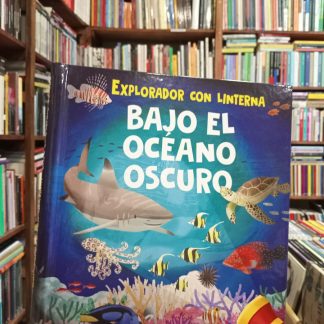 EXPLORADOR CON LINTERNA
BAJO EL
OCÉANO
OSCURO